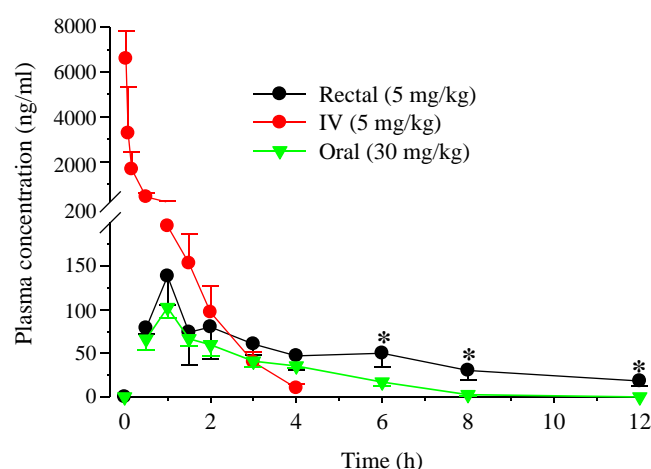 Plasma concentration (ng/ml)
8000
6000
4000
2000
200
150
100
50
0
Rectal (5 mg/kg)
IV (5 mg/kg)
Oral (30 mg/kg)
* * *
0 2 4 6 8 10 12
Time (h)